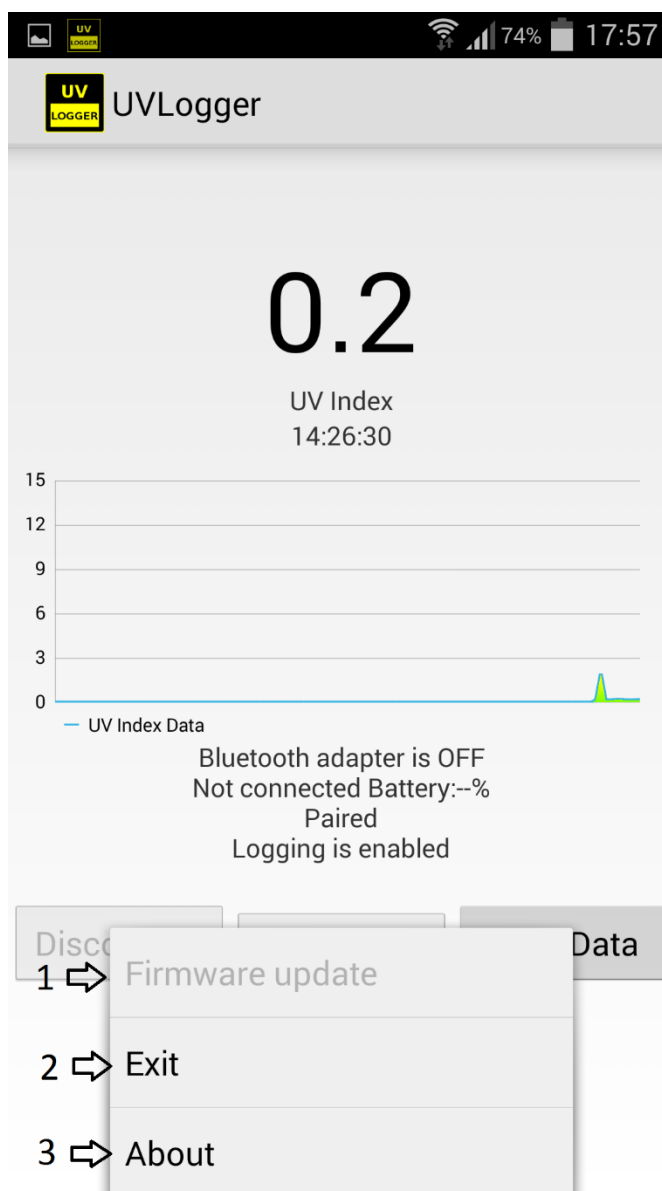 UV
LOGGER
74% 17:57
UV
LOGGER
UVLogger
0.2
UV Index
14:26:30
15
12
9
6
3
0
UV Index Data
Bluetooth adapter is OFF
Not connected Battery:--%
Paired
Logging is enabled
Data
1 Firmware update
2 Exit
3 About